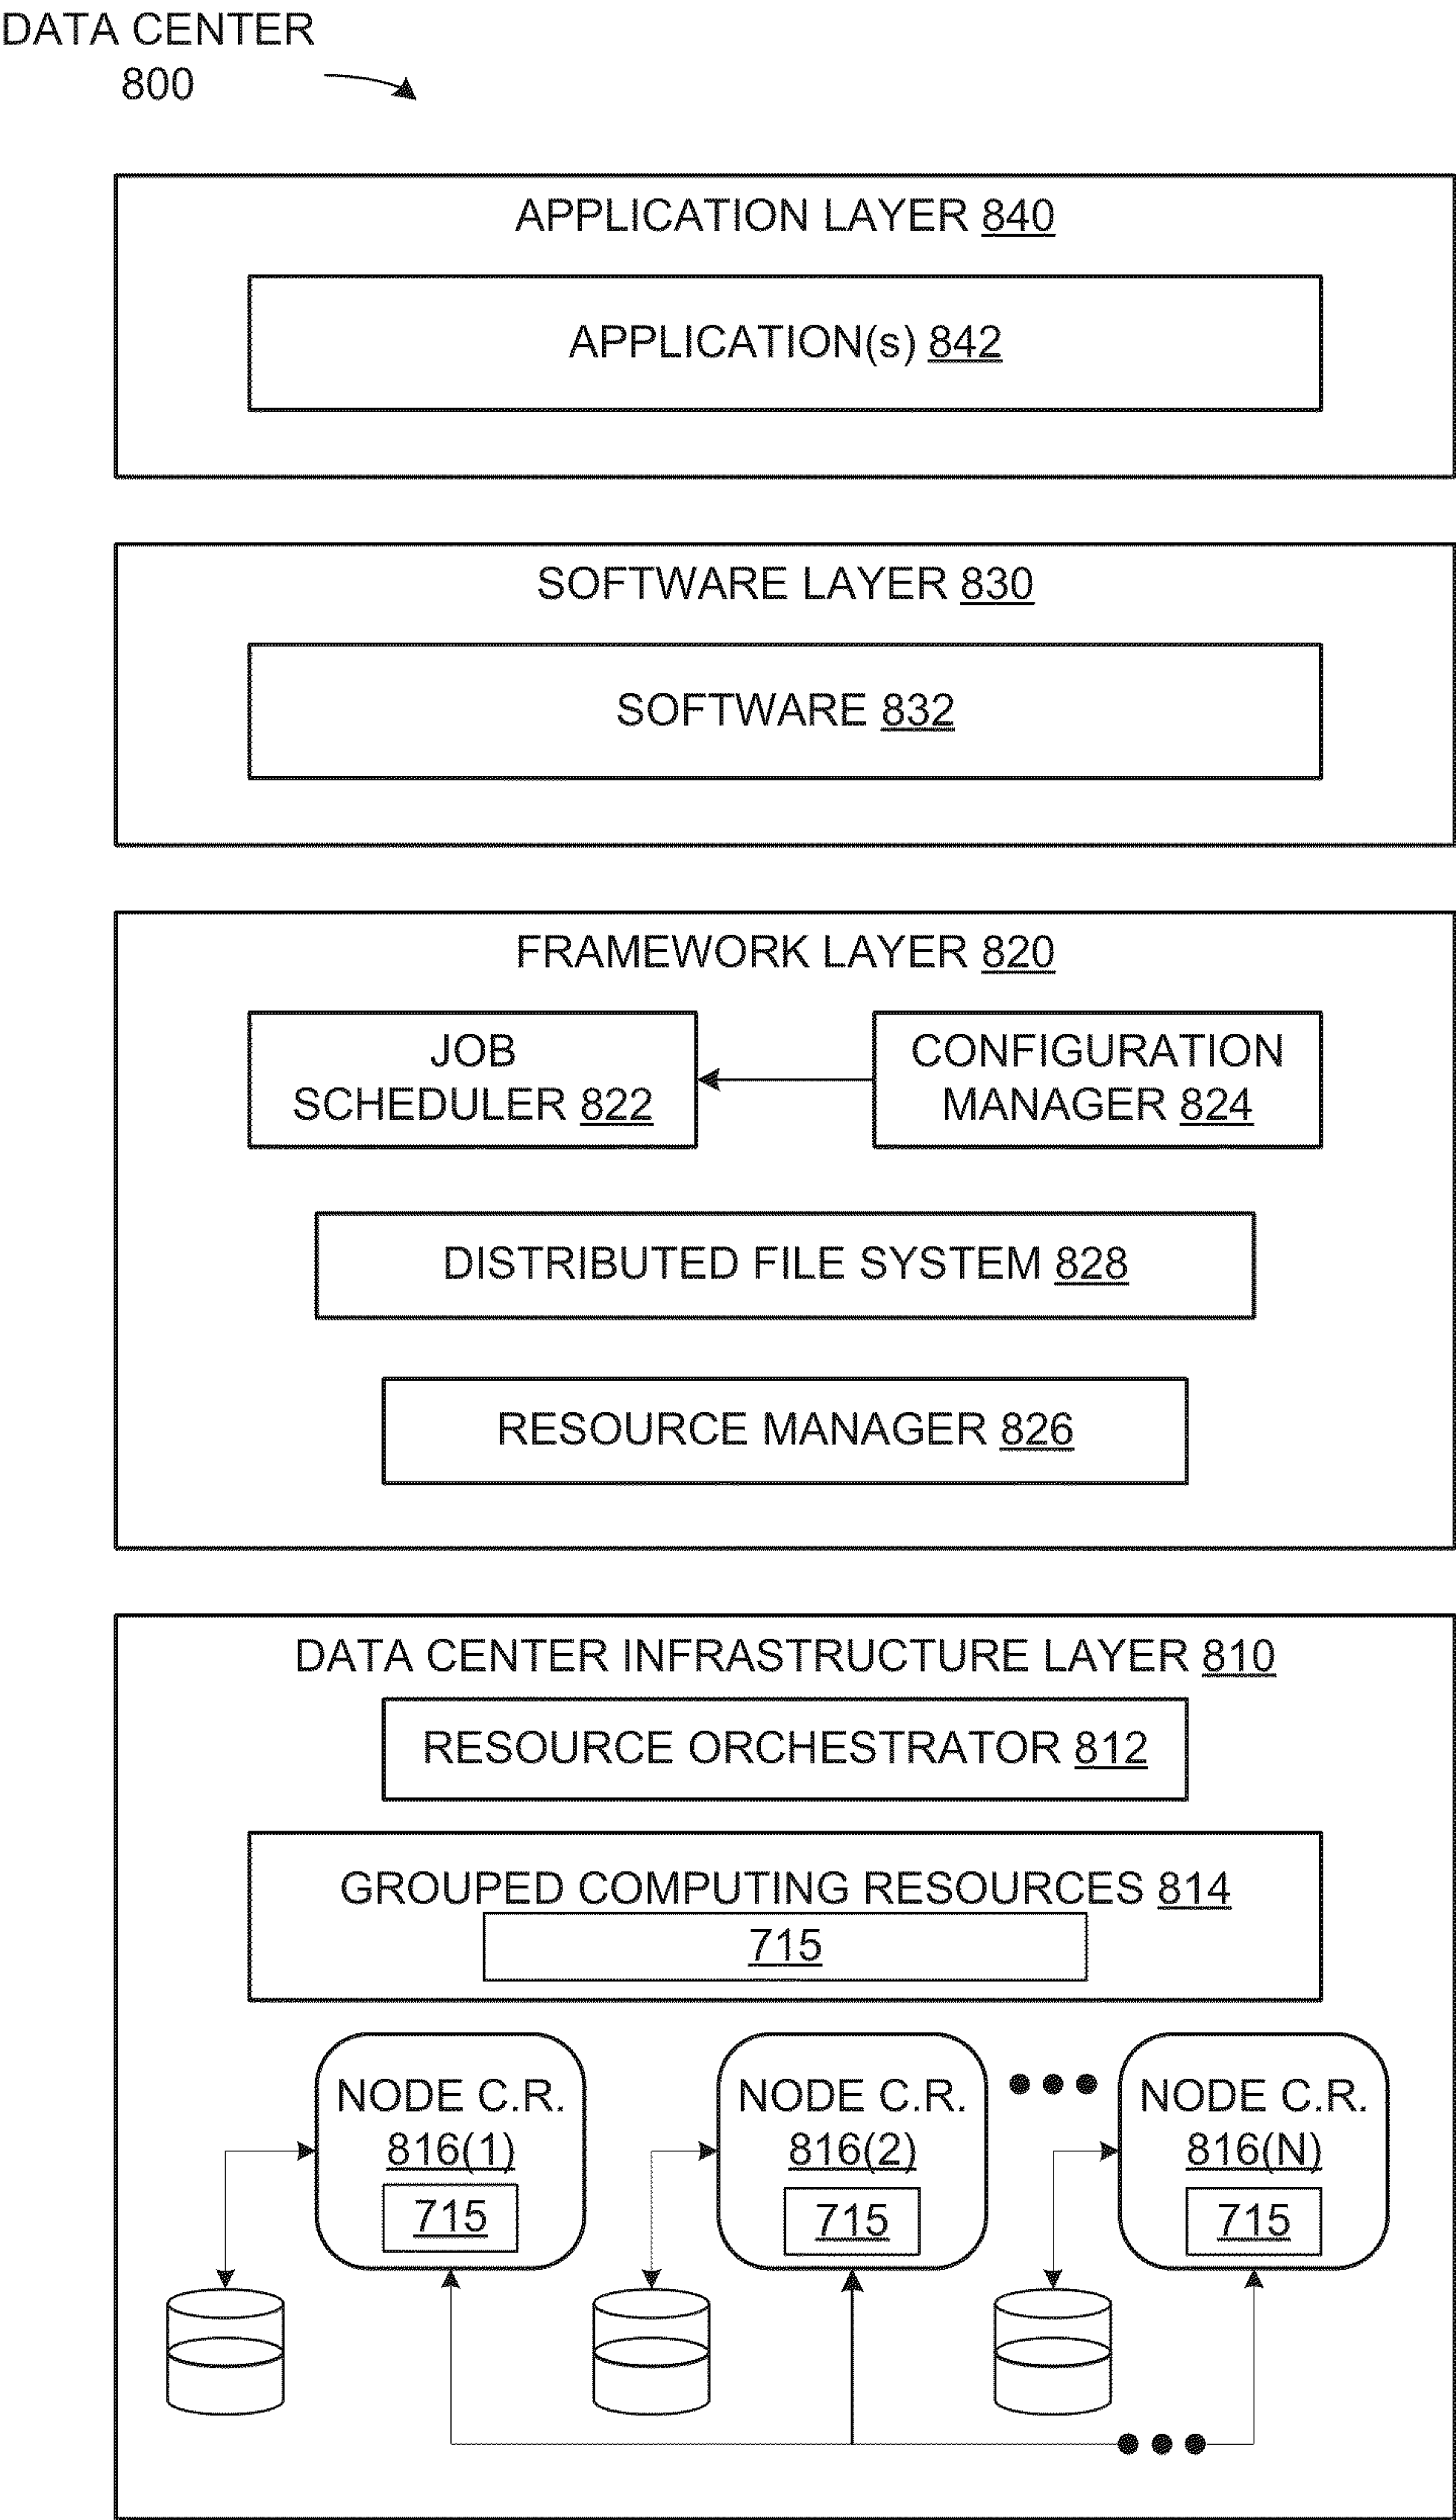 DATA CENTER
800
APPLICATION LAYER 840
APPLICATION(s) 842
SOFTWARE LAYER 830
SOFTWARE 832
FRAMEWORK LAYER 820
JOB
SCHEDULER 822
CONFIGURATION
MANAGER 824
DISTRIBUTED FILE SYSTEM 828
RESOURCE MANAGER 826
DATA CENTER INFRASTRUCTURE LAYER 810
RESOURCE ORCHESTRATOR 812
GROUPED COMPUTING RESOURCES 814
715
NODE C.R.
816(1)
715
NODE C.R.
816(2)
715
NODE C.R.
816(N)
715